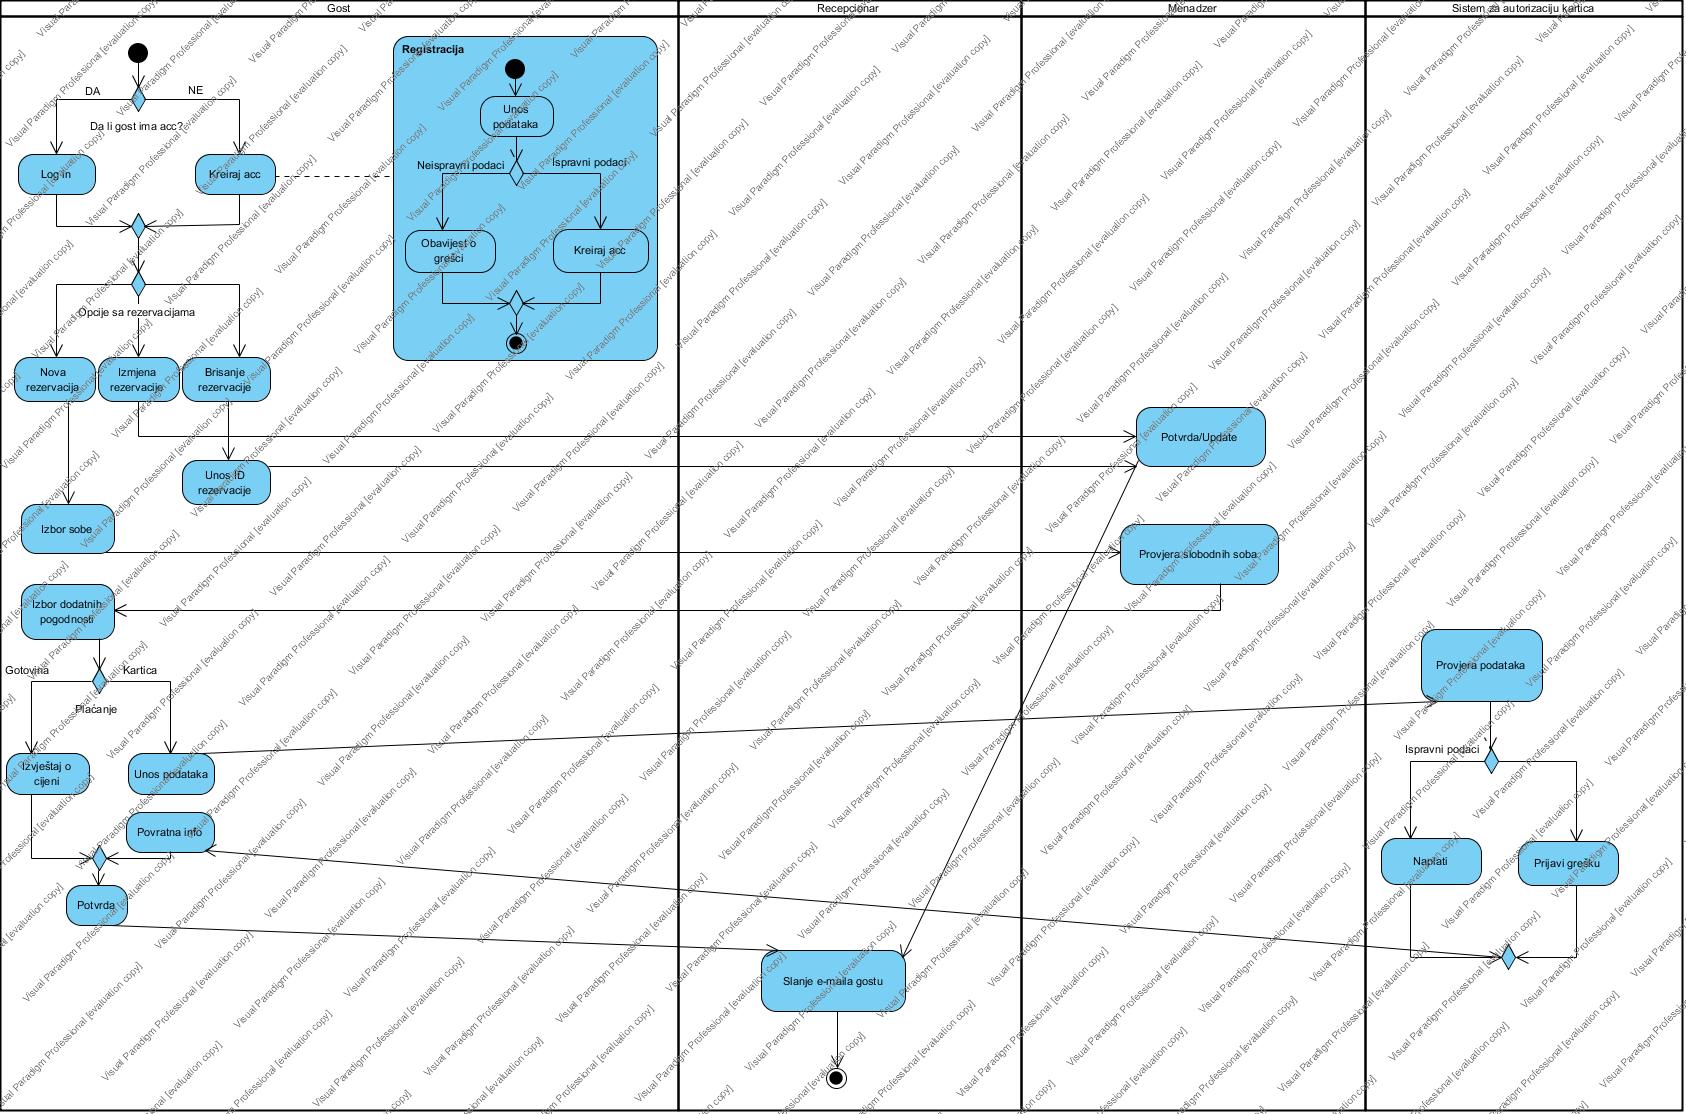 Gost
Recepcionar
Menadzer
Sistem za autorizaciju kartica
Registracija
Unos
podataka
Neispravni podaci
Ispravni podaci
Obavijest o
grešci
Kreiraj acc
DA
NE
Da li gost ima acc?
Log in
Kreiraj acc
Opcije sa rezervacijama
Nova
rezervacija
Izmjena
rezervacije
Brisanje
rezervacije
Potvrda/Update
Unos ID
rezervacije
Izbor sobe
Provjera slobodnih soba
Izbor dodatnih
pogodnosti
Gotovina
Kartica
Plaćanje
Provjera podataka
Ispravni podaci
Izvještaj o
cijeni
Unos podataka
Povratna info
Naplati
Prijavi grešku
Potvrda
Slanje e-maila gostu
Visual Paradigm Professional [evaluation copy]